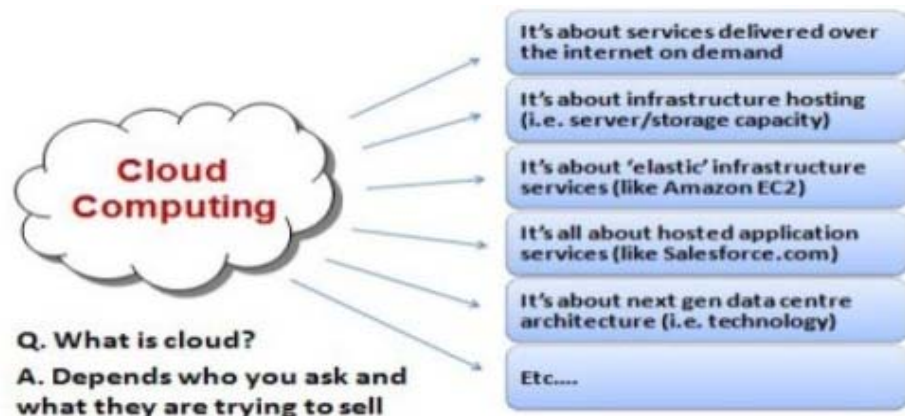 Cloud
Computing
Q. What is cloud?
A. Depends who you ask and
what they are trying to sell
It's about services delivered over
the internet on demand
It's about infrastructure hosting
(i.e. server/storage capacity)
It's about ‘elastic’ infrastructure
services (like Amazon EC2)
It's all about hosted application
services (like Salesforce.com)
It's about next gen data centre
architecture (i.e. technology)
Etc....